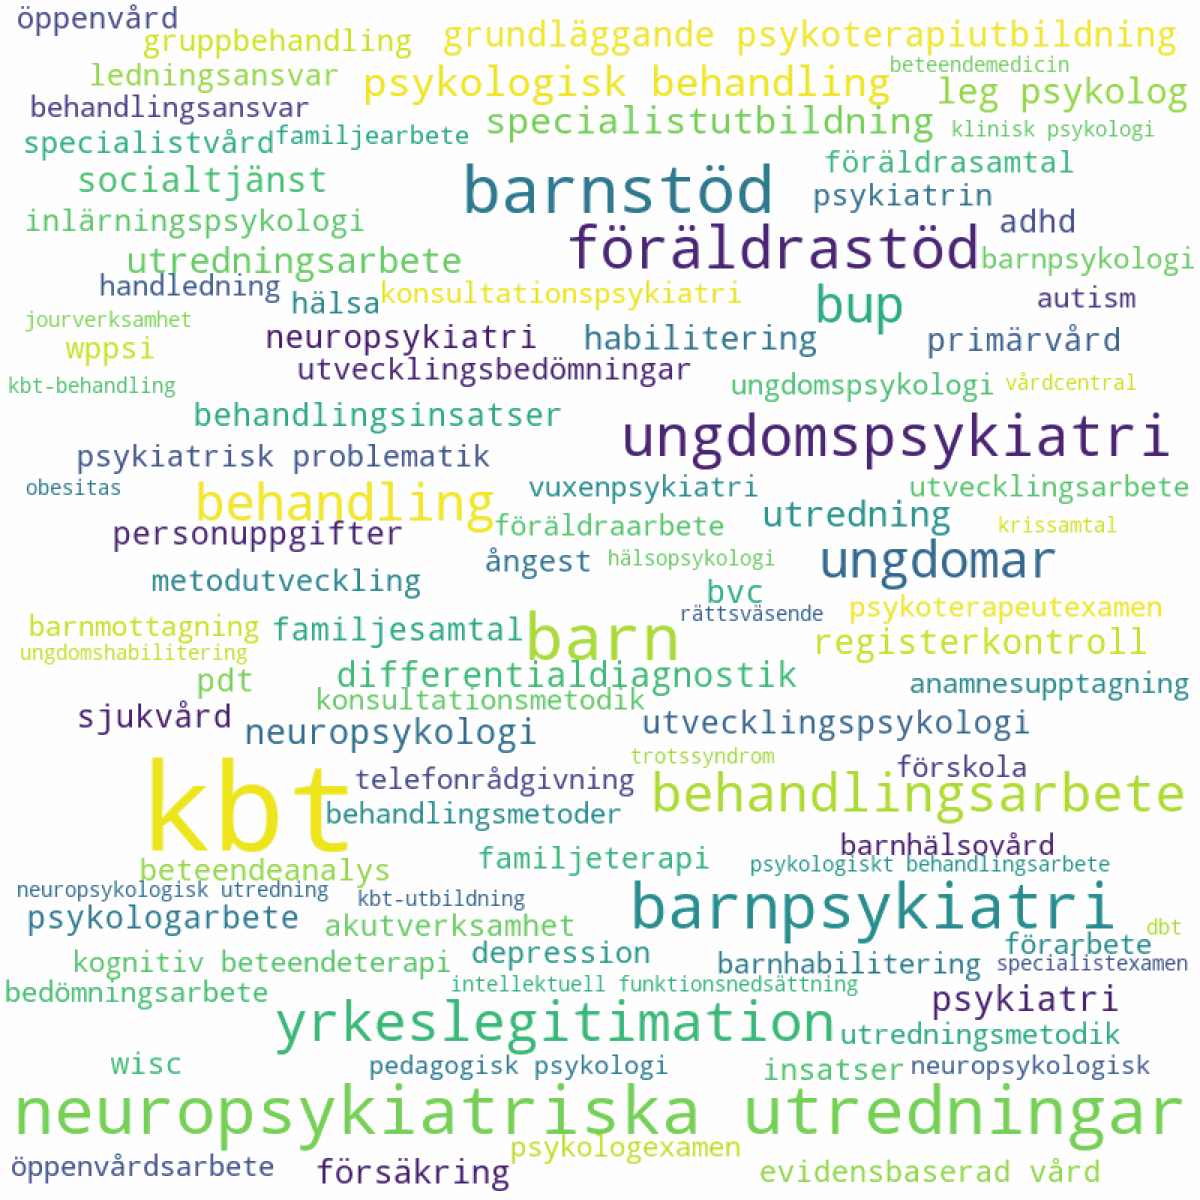 öppenvård
gruppbehandling
grundläggande psykoterapiutbildning
ledningsansvar
psykologisk behandling
beteendemedicin
leg psykolog
behandlingsansvar
specialistutbildning
klinisk psykologi
specialistvård
familjearbete
föräldrasamtal
socialtjänst
barnstöd
psykiatrin
inlärningspsykologi
adhd
föräldrastöd
utredningsarbete
barnpsykologi
handledning
hälsa
konsultationspsykiatri
bup
autism
jourverksamhet
neuropsykiatri
habilitering
primärvård
wppsi
utvecklingsbedömningar
kbt-behandling
ungdomspsykologi
vårdcentral
behandlingsinsatser
ungdomspsykiatri
psykiatrisk problematik
obesitas
behandling
vuxenpsykiatri
utvecklingsarbete
personuppgifter
föräldraarbete
utredning
krissamtal
ångest
hälsopsykologi
ungdomar
metodutveckling
bvc
rättsväsende
psykoterapeutexamen
barnmottagning
familjesamtal
barn
registerkontroll
ungdomshabilitering
pdt
differentialdiagnostik
anamnesupptagning
konsultationsmetodik
sjukvård
neuropsykologi
utvecklingspsykologi
trotssyndrom
förskola
kbt
telefonrådgivning
behandlingsarbete
behandlingsmetoder
barnhälsovård
beteendeanalys
familjeterapi
psykologiskt behandlingsarbete
neuropsykologisk utredning
kbt-utbildning
barnpsykiatri
psykologarbete
akutverksamhet
dbt
kognitiv beteendeterapi
depression
förarbete
barnhabilitering
specialistexamen
bedömningsarbete
intellektuell funktionsnedsättning
psykiatri
yrkeslegitimation
utredningsmetodik
wisc
pedagogisk psykologi
insatser
neuropsykologisk
neuropsykiatriska utredningar
psykologexamen
öppenvårdsarbete
försäkring
evidensbaserad vård